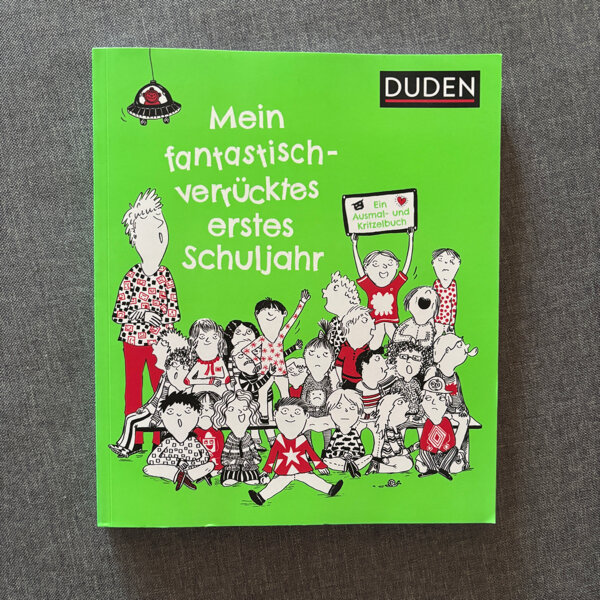 DUDEN
Mein
fantastisch-
verrücktes
erstes
Schuljahr
Ein
Ausmal- und
Kritzelbuch